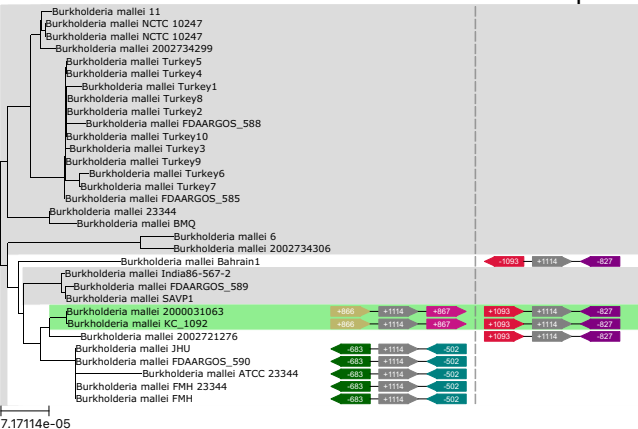 Burkholderia mallei 11
Burkholderia mallei NCTC 10247
Burkholderia mallei NCTC 10247
Burkholderia mallei 2002734299
Burkholderia mallei Turkey5
Burkholderia mallei Turkey4
Burkholderia mallei Turkey1
Burkholderia mallei Turkey8
Burkholderia mallei Turkey2
Burkholderia mallei FDAARGOS_588
Burkholderia mallei Turkey10
Burkholderia mallei Turkey3
Burkholderia mallei Turkey9
Burkholderia mallei Turkey6
Burkholderia mallei Turkey7
Burkholderia mallei FDAARGOS_585
Burkholderia mallei 23344
Burkholderia mallei BMQ
Burkholderia mallei 6
Burkholderia mallei 2002734306
Burkholderia mallei Bahrain1 -1093 +1114 -827
Burkholderia mallei India86-567-2
Burkholderia mallei FDAARGOS_589
Burkholderia mallei SAVP1
Burkholderia mallei 2000031063 +866 +1114 +867 +1093 +1114 -827
Burkholderia mallei KC_1092 +866 +1114 +867 +1093 +1114 -827
Burkholderia mallei 2002721276 +1093 +1114 -827
Burkholderia mallei JHU -683 +1114 -502
Burkholderia mallei FDAARGOS_590 -683 +1114 -502
Burkholderia mallei ATCC 23344 -683 +1114 -502
Burkholderia mallei FMH 23344 -683 +1114 -502
Burkholderia mallei FMH -683 +1114 -502
7.17114e-05